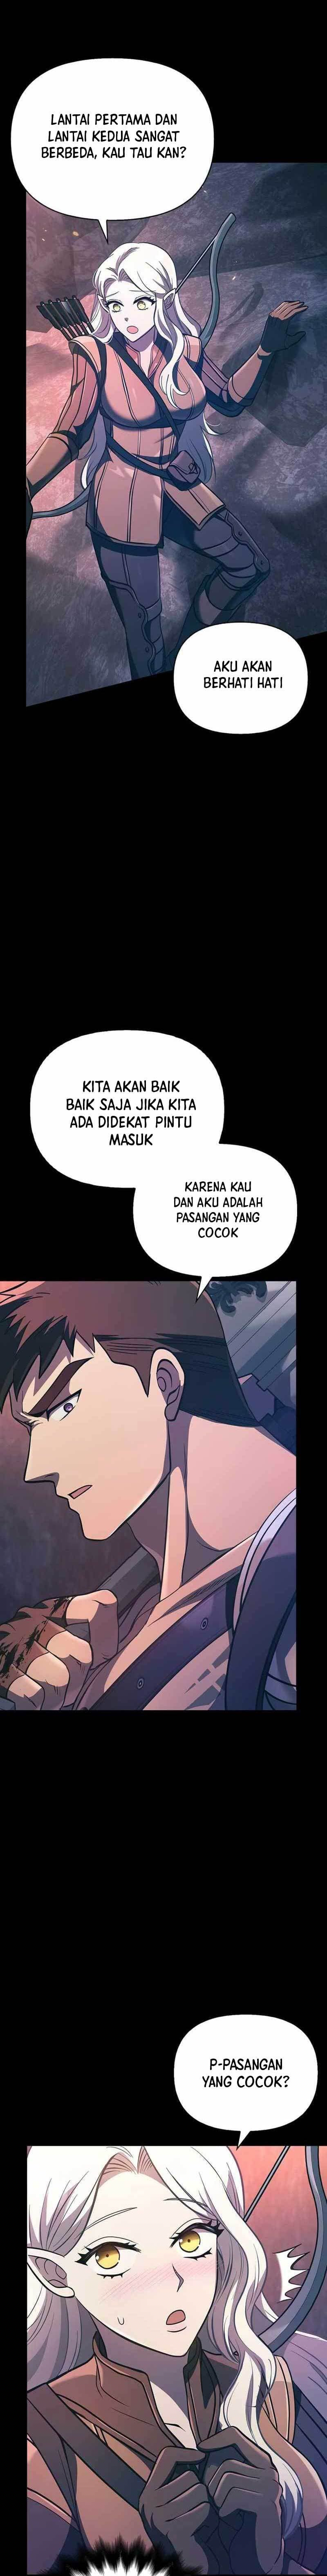 LANTAI PERTAMA DAN
LANTAI KEDUA SANGAT
BERBEDA, KAU TAU KAN?
AKU AKAN
BERHATI HATI
KITA AKAN BAIK
BAIK SAJA JIKA KITA
ADA DIDEKAT PINTU
MASUK
KARENA KAU
DAN AKU ADALAH
PASANGAN YANG
COCOK
P-PASANGAN
YANG COCOK?